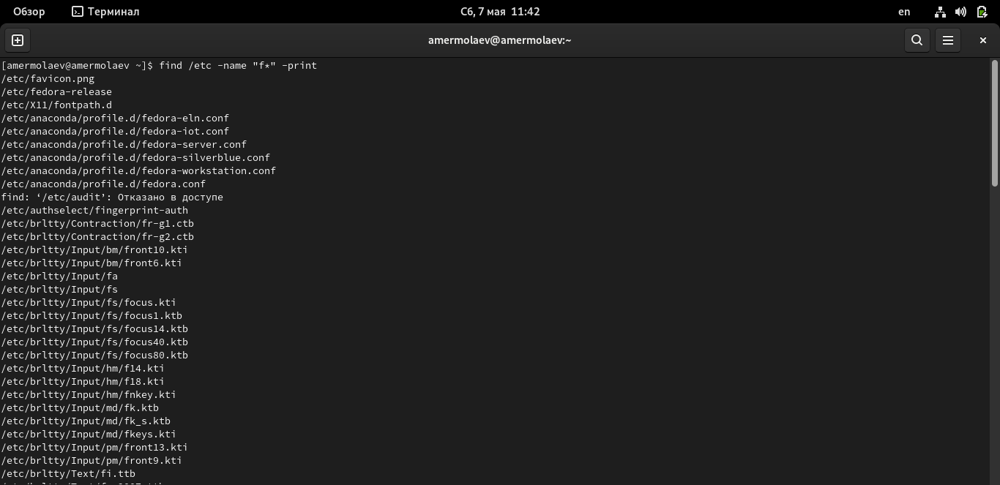 Обзор
Терминал
Сб, 7 мая 11:42
en
amermolaev@amermolaev:~
[amermolaev@amermolaev ~]$ find /etc -name "f*" -print
/etc/favicon.png
/etc/fedora-release
/etc/X11/fontpath.d
/etc/anaconda/profile.d/fedora-eln.conf
/etc/anaconda/profile.d/fedora-iot.conf
/etc/anaconda/profile.d/fedora-server.conf
/etc/anaconda/profile.d/fedora-silverblue.conf
/etc/anaconda/profile.d/fedora-workstation.conf
/etc/anaconda/profile.d/fedora.conf
find: ‘/etc/audit’: Отказано в доступе
/etc/authselect/fingerprint-auth
/etc/brltty/Contraction/fr-g1.ctb
/etc/brltty/Contraction/fr-g2.ctb
/etc/brltty/Input/bm/front10.kti
/etc/brltty/Input/bm/front6.kti
/etc/brltty/Input/fa
/etc/brltty/Input/fs
/etc/brltty/Input/fs/focus.kti
/etc/brltty/Input/fs/focus1.ktb
/etc/brltty/Input/fs/focus14.ktb
/etc/brltty/Input/fs/focus40.ktb
/etc/brltty/Input/fs/focus80.ktb
/etc/brltty/Input/hm/f14.kti
/etc/brltty/Input/hm/f18.kti
/etc/brltty/Input/hm/fnkey.kti
/etc/brltty/Input/md/fk.ktb
/etc/brltty/Input/md/fk_s.ktb
/etc/brltty/Input/md/fkeys.kti
/etc/brltty/Input/pm/front13.kti
/etc/brltty/Input/pm/front9.kti
/etc/brltty/Text/fi.ttb